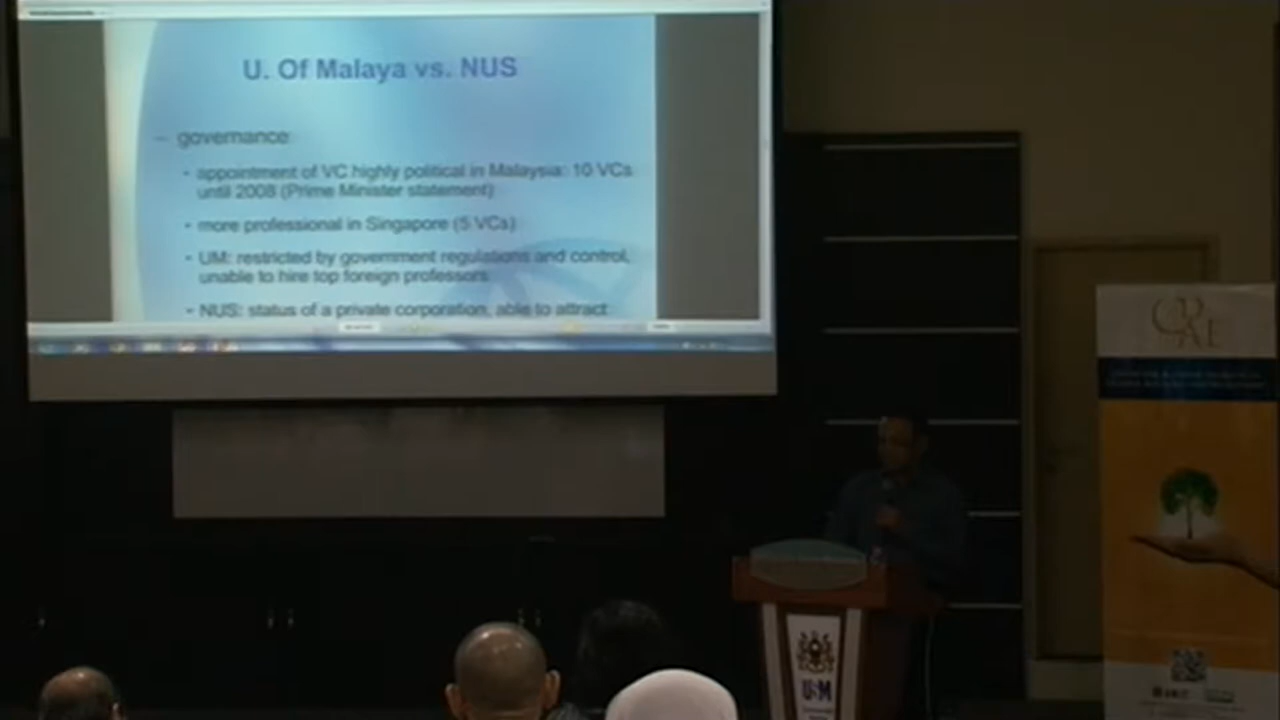 U. Of Malaya vs. NUS
– governance:
• appointment of VC highly political in Malaysia: 10 VCs
until 2008 (Prime Minister statement)
• more professional in Singapore (5 VCs)
• UM: restricted by government regulations and control,
unable to hire top foreign professors
• NUS: status of a private corporation, able to attract
USM